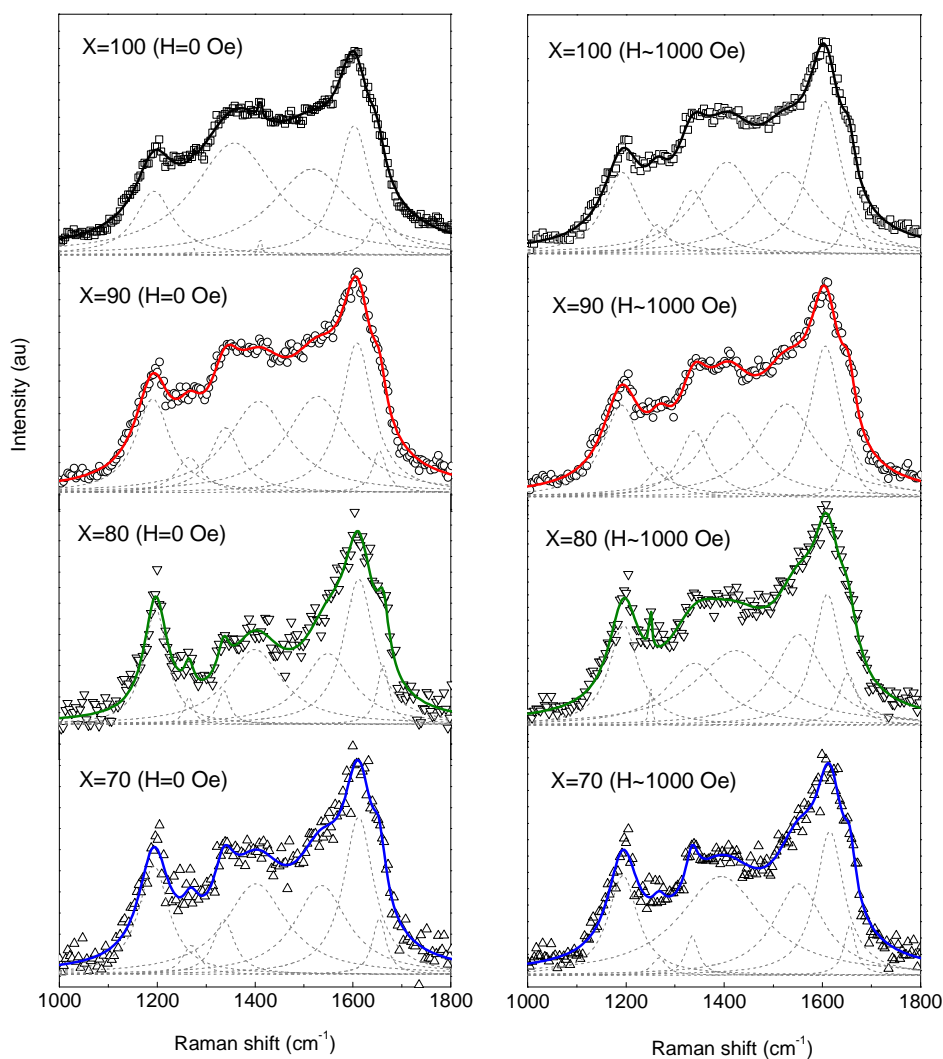 X=100 (H=0 Oe)
X=90 (H=0 Oe)
X=80 (H=0 Oe)
X=70 (H=0 Oe)
Intensity (au)
1000 1200 1400 1600 1800
Raman shift (cm⁻¹)
X=100 (H~1000 Oe)
X=90 (H~1000 Oe)
X=80 (H~1000 Oe)
X=70 (H~1000 Oe)
1000 1200 1400 1600 1800
Raman shift (cm⁻¹)